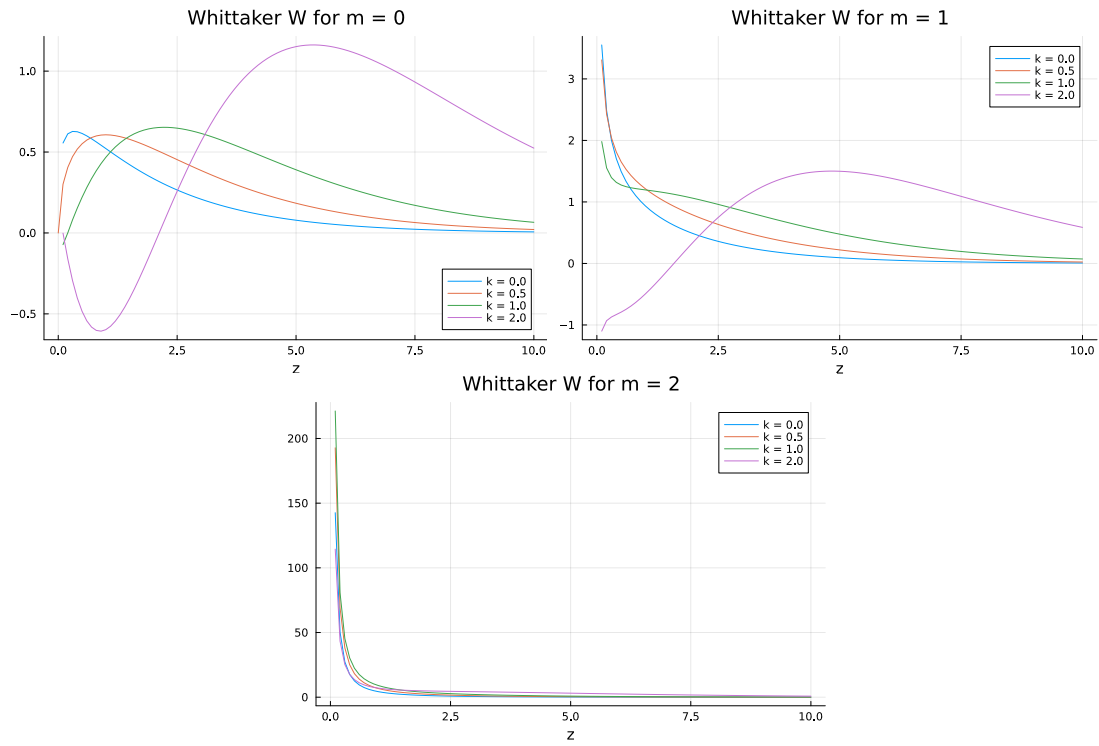 Whittaker W for m = 0
1.0
0.5
0.0
−0.5
k = 0.0
k = 0.5
k = 1.0
k = 2.0
0.0 2.5 5.0 7.5 10.0
z
Whittaker W for m = 1
3
2
1
0
−1
k = 0.0
k = 0.5
k = 1.0
k = 2.0
0.0 2.5 5.0 7.5 10.0
z
Whittaker W for m = 2
200
150
100
50
0
k = 0.0
k = 0.5
k = 1.0
k = 2.0
0.0 2.5 5.0 7.5 10.0
z